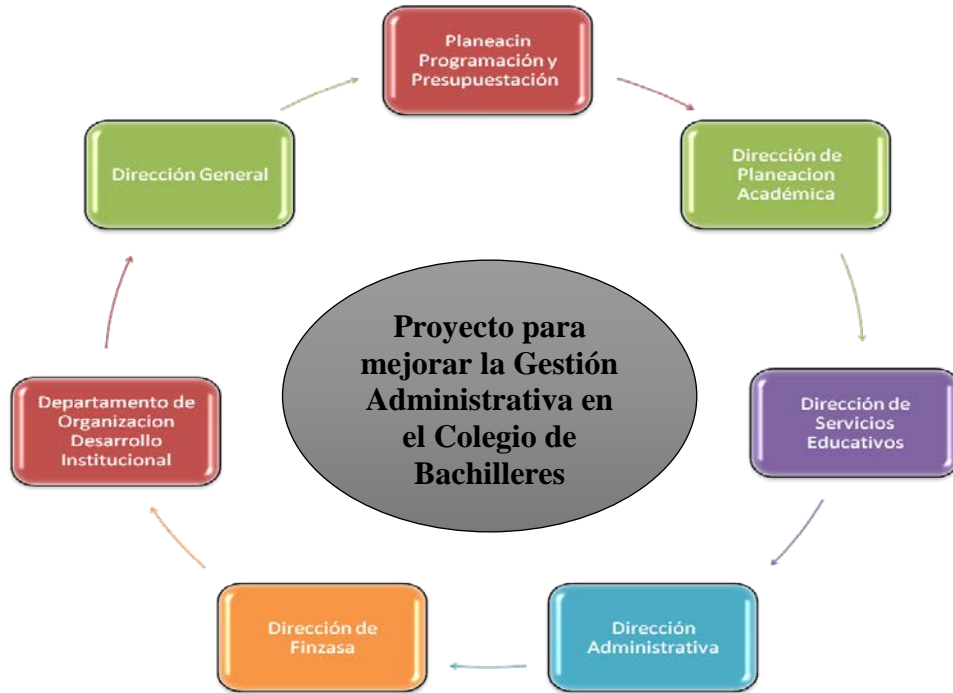 Planeacin
Programación y
Presupuestación
Dirección General
Dirección de
Planeacion
Académica
Proyecto para
mejorar la Gestión
Administrativa en
el Colegio de
Bachilleres
Departamento de
Organizacion
Desarrollo
Institucional
Dirección de
Servicios
Educativos
Dirección de
Finzasa
Dirección
Administrativa